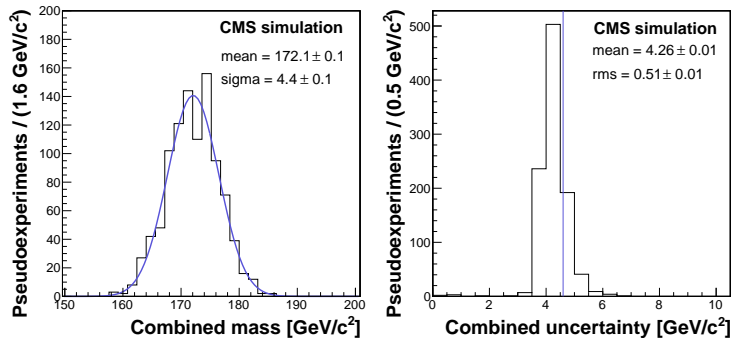 CMS simulation
mean = 172.1 ± 0.1
sigma = 4.4 ± 0.1
Pseudoexperiments / (1.6 GeV/c²)
200
180
160
140
120
100
80
60
40
20
0
150 160 170 180 190 200
Combined mass [GeV/c²]
CMS simulation
mean = 4.26 ± 0.01
rms = 0.51 ± 0.01
Pseudoexperiments / (0.5 GeV/c²)
500
400
300
200
100
0
0 2 4 6 8 10
Combined uncertainty [GeV/c²]